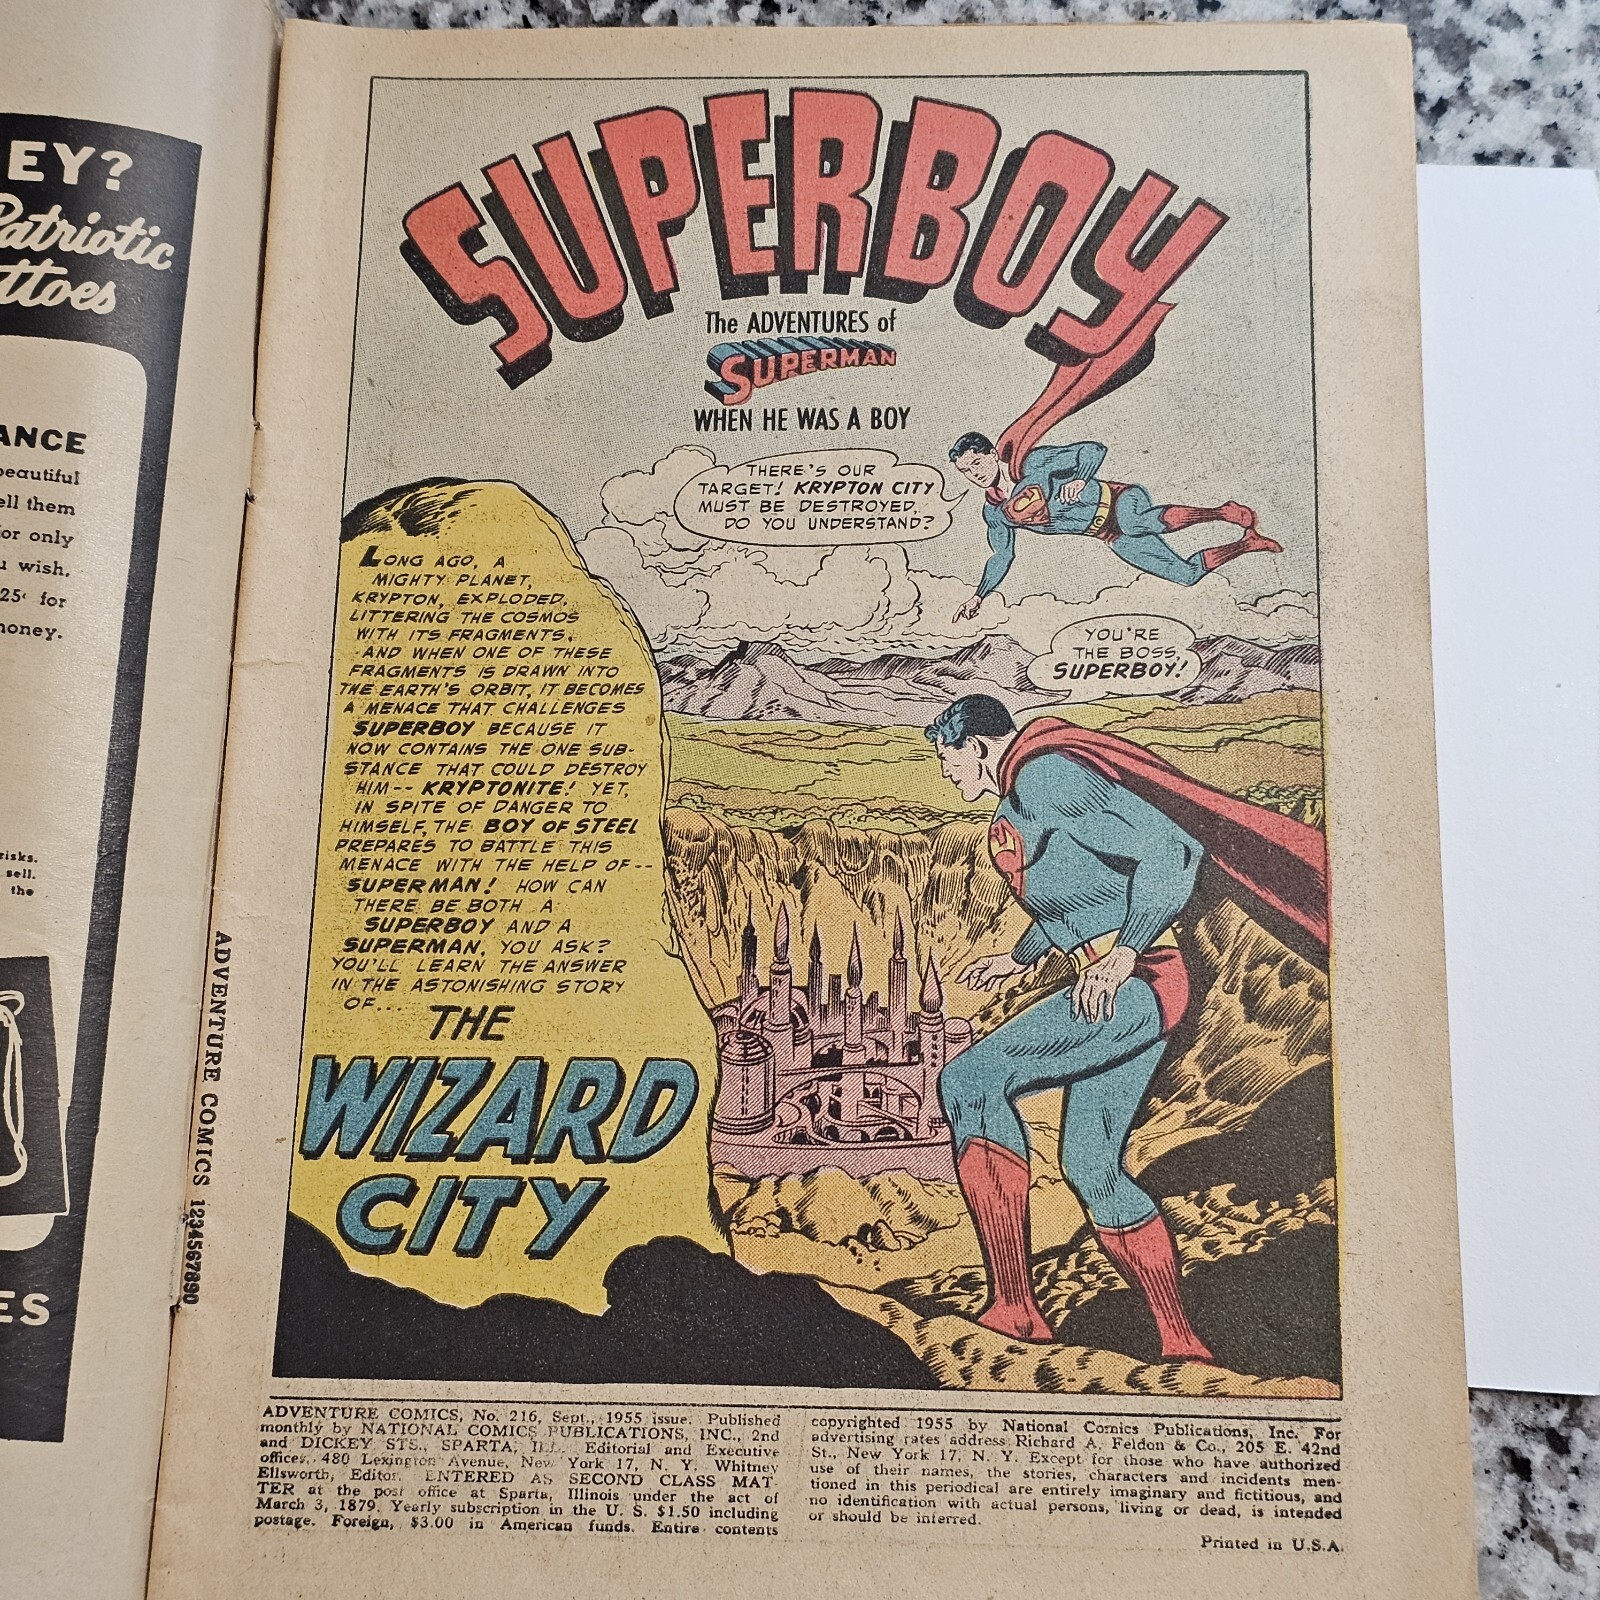 EY?
Patriotic
ttoes
ANCE
beautiful
ell them
for only
u wish,
25¢ for
money.
risks.
sell.
the
ES
ADVENTURE COMICS 1234567890
SUPERBOY
The ADVENTURES of
SUPERMAN
WHEN HE WAS A BOY
THERE'S OUR
TARGET! KRYPTON CITY
MUST BE DESTROYED.
DO YOU UNDERSTAND?
YOU'RE
THE BOSS,
SUPERBOY!
LONG AGO, A
MIGHTY PLANET,
KRYPTON, EXPLODED,
LITTERING THE COSMOS
WITH ITS FRAGMENTS,
AND WHEN ONE OF THESE
FRAGMENTS IS DRAWN INTO
THE EARTH'S ORBIT, IT BECOMES
A MENACE THAT CHALLENGES
SUPERBOY BECAUSE IT
NOW CONTAINS THE ONE SUB-
STANCE THAT COULD DESTROY
HIM-- KRYPTONITE! YET,
IN SPITE OF DANGER TO
HIMSELF, THE BOY OF STEEL
PREPARES TO BATTLE THIS
MENACE WITH THE HELP OF--
SUPERMAN! HOW CAN
THERE BE BOTH A
SUPERBOY AND A
SUPERMAN, YOU ASK?
YOU'LL LEARN THE ANSWER
IN THE ASTONISHING STORY
OF... THE
WIZARD
CITY
ADVENTURE COMICS, No. 216, Sept., 1955 issue. Published
monthly by NATIONAL COMICS PUBLICATIONS, INC., 2nd
and DICKEY STS., SPARTA, ILL. Editorial and Executive
offices, 480 Lexington Avenue, New York 17, N. Y. Whitney
Ellsworth, Editor. ENTERED AS SECOND CLASS MAT-
TER at the post office at Sparta, Illinois under the act of
March 3, 1879. Yearly subscription in the U. S. $1.50 including
postage. Foreign, $3.00 in American funds. Entire contents
copyrighted 1955 by National Comics Publications, Inc. For
advertising rates address Richard A. Feldon & Co., 205 E. 42nd
St., New York 17, N. Y. Except for those who have authorized
use of their names, the stories, characters and incidents men-
tioned in this periodical are entirely imaginary and fictitious, and
no identification with actual persons, living or dead, is intended
or should be inferred.
Printed in U.S.A.